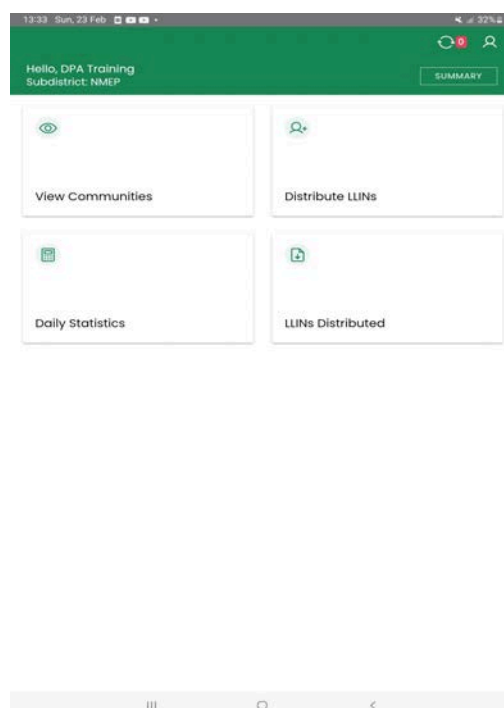 13:33 Sun, 23 Feb
32%
0
Hello, DPA Training
Subdistrict: NMEP
SUMMARY
View Communities
Distribute LLINs
Daily Statistics
LLINs Distributed